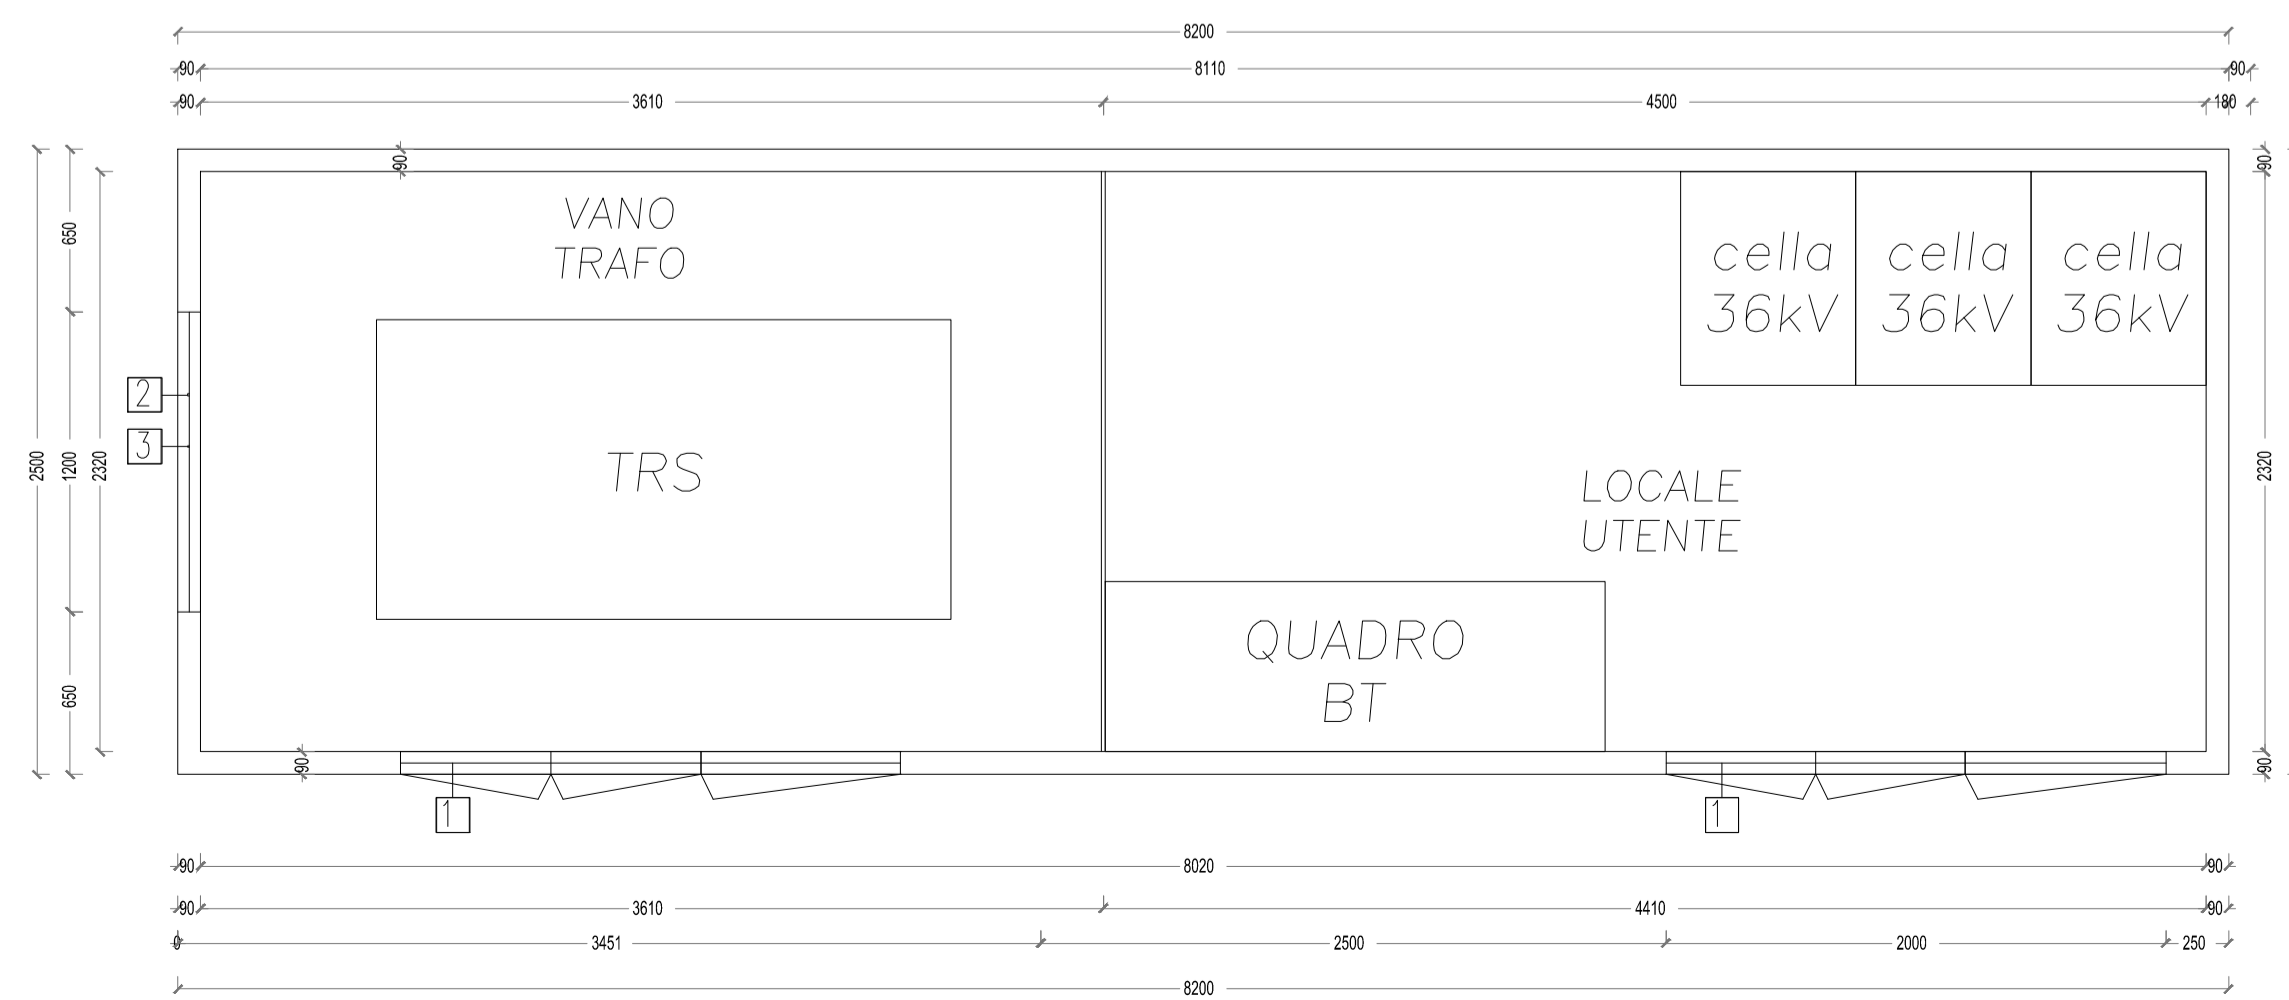 8200
90 8110 90
90 3610 4500 180
90 90
VANO
TRAFO
650
cella cella cella
36kV 36kV 36kV
2
3
2500 1200 2320
TRS
2320
LOCALE
UTENTE
QUADRO
BT
650
90 90
1 1
90 8020 90
90 3610 4410 90
0 3451 2500 2000 250
8200